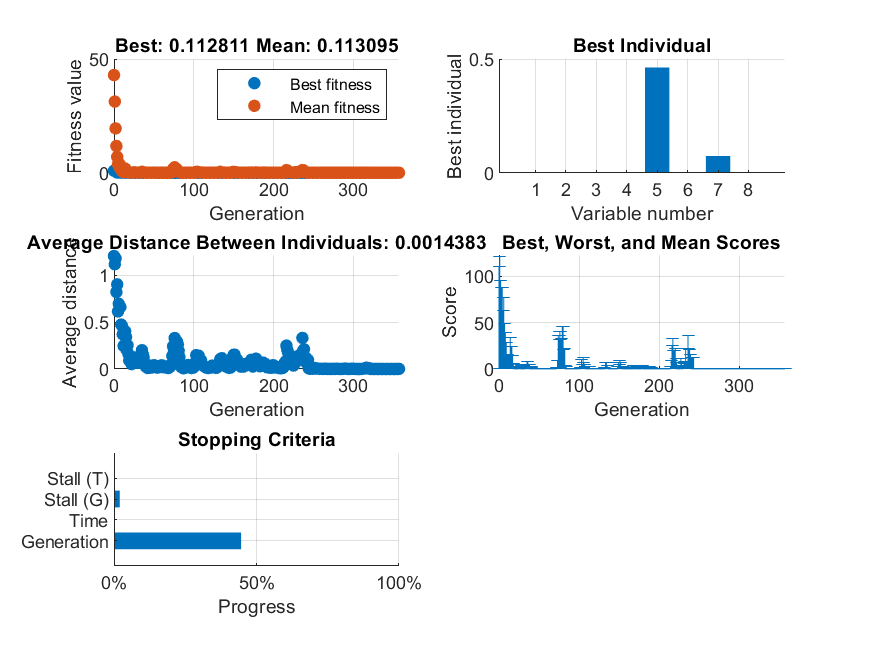 Best: 0.112811 Mean: 0.113095
50
0
Fitness value
Best fitness
Mean fitness
0 100 200 300
Generation
Best Individual
0.5
0
Best individual
1 2 3 4 5 6 7 8
Variable number
Average Distance Between Individuals: 0.0014383
1
0.5
0
Average distance
0 100 200 300
Generation
Best, Worst, and Mean Scores
100
50
0
Score
0 100 200 300
Generation
Stopping Criteria
Stall (T)
Stall (G)
Time
Generation
0% 50% 100%
Progress